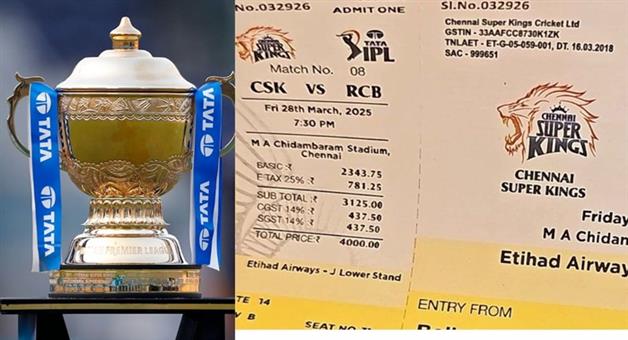 TATA
TATA
TATA
TATA
PREMIER LEAGUE
No.032926 ADMIT ONE
CHENNAI
SUPER KINGS
TATA
IPL
Match No. 08
CSK VS RCB
Fri 28th March, 2025
7:30 PM
M A Chidambaram Stadium,
Chennai
BASIC :₹ 2343.75
E TAX 25% :₹ 781.25
SUB TOTAL :₹ 3125.00
CGST 14% :₹ 437.50
SGST 14% :₹ 437.50
TOTAL PRICE:₹ 4000.00
Etihad Airways - J Lower Stand
14
SEAT NO
Sl.No.032926
Chennai Super Kings Cricket Ltd
GSTIN - 33AAFCC8730K1ZK
TNLAET - ET-G-05-059-001, DT. 16.03.2018
SAC - 999651
CHENNAI
SUPER KINGS
CHENNAI
SUPER KINGS
Friday
M A Chidam
Etihad Airway
ENTRY FROM